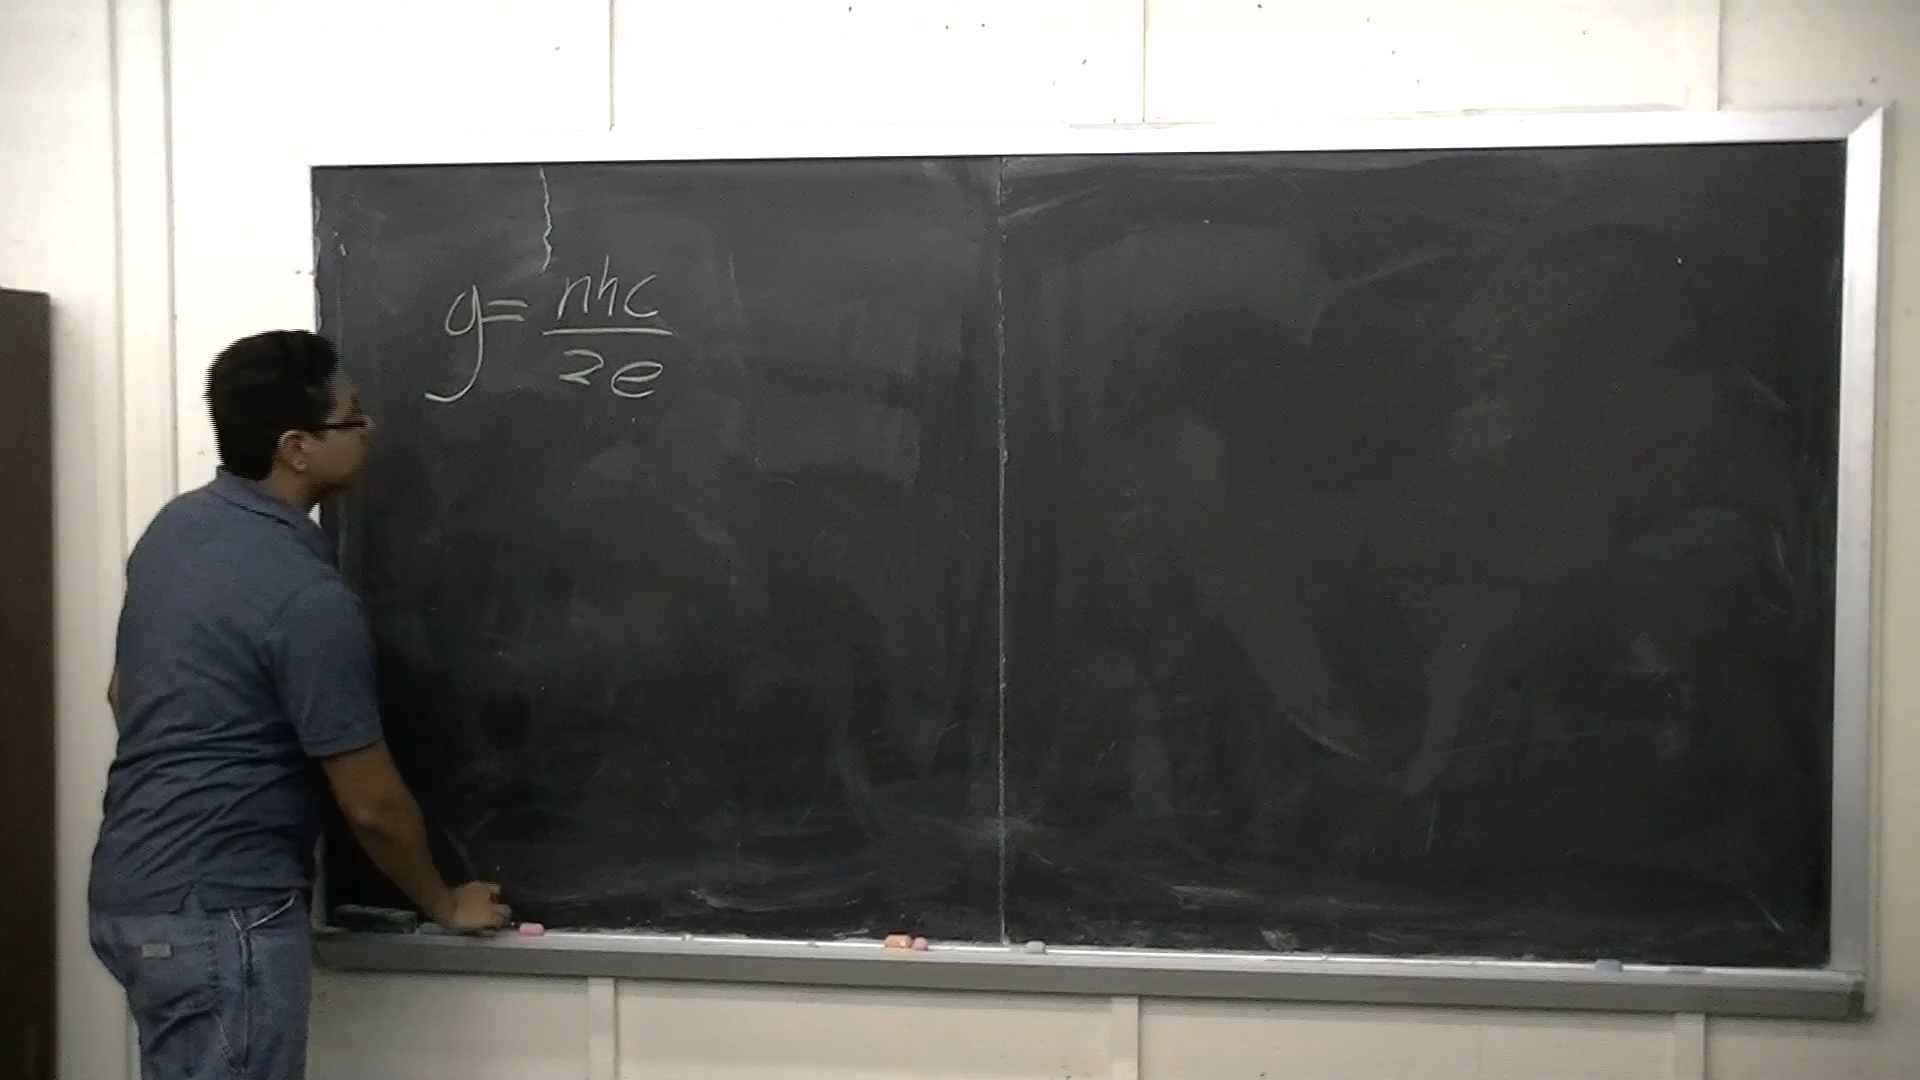 g = nhc / 2e